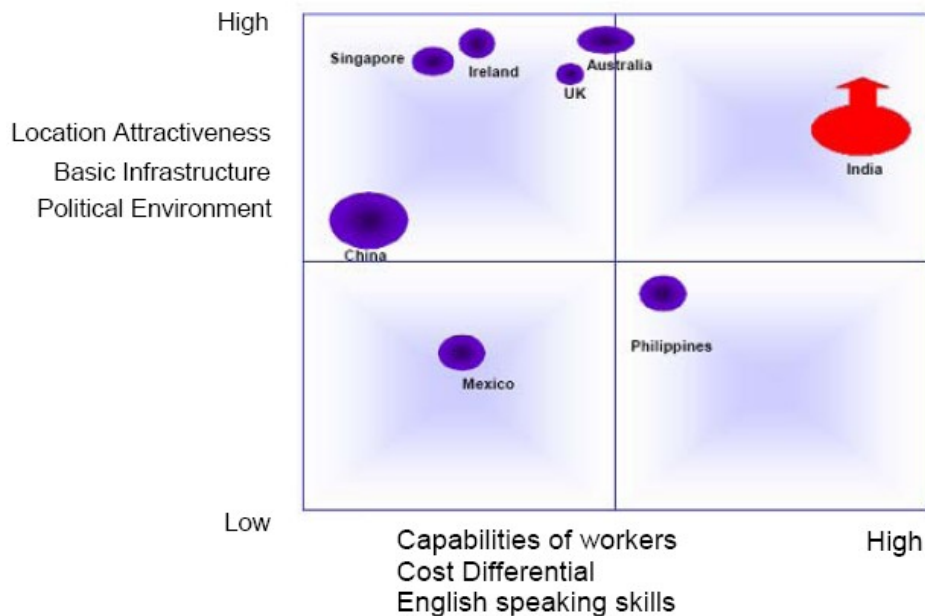 High
Singapore
Ireland
Australia
UK
Location Attractiveness
Basic Infrastructure
Political Environment
India
China
Philippines
Mexico
Low
Capabilities of workers
High
Cost Differential
English speaking skills